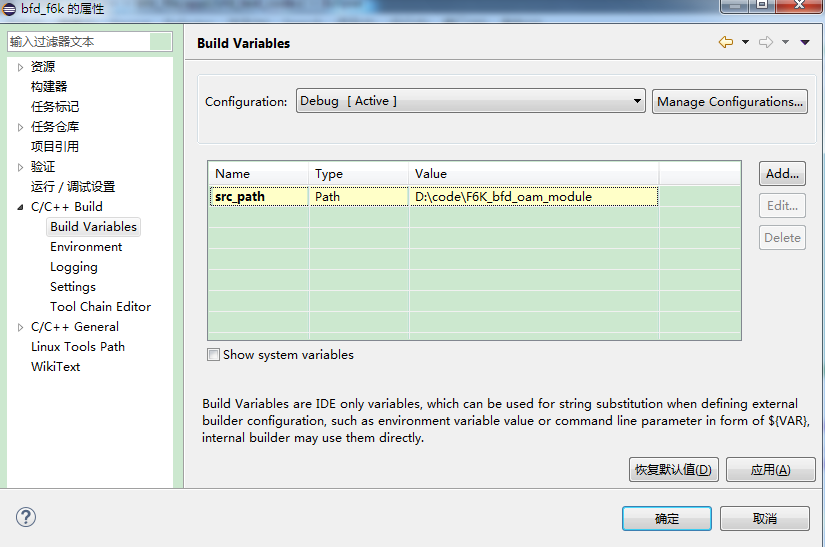 bfd_f6k 的属性
输入过滤器文本
资源
构建器
任务标记
任务仓库
项目引用
验证
运行 / 调试设置
C/C++ Build
Build Variables
Environment
Logging
Settings
Tool Chain Editor
C/C++ General
Linux Tools Path
WikiText
Build Variables
Configuration: Debug [ Active ] Manage Configurations...
Name Type Value
src_path Path D:\code\F6K_bfd_oam_module
Add...
Edit...
Delete
Show system variables
Build Variables are IDE only variables, which can be used for string substitution when defining external
builder configuration, such as environment variable value or command line parameter in form of ${VAR},
internal builder may use them directly.
恢复默认值(D) 应用(A)
确定 取消